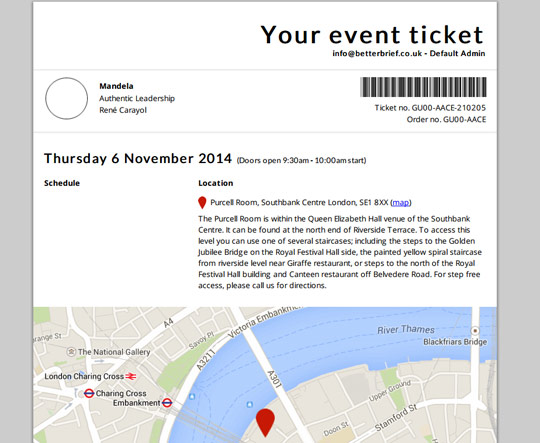 Your event ticket
info@betterbrief.co.uk - Default Admin
Mandela
Authentic Leadership
René Carayol
Ticket no. GU00-AACE-210205
Order no. GU00-AACE
Thursday 6 November 2014 (Doors open 9:30am - 10:00am start)
Schedule
Location
Purcell Room, Southbank Centre London, SE1 8XX (map)
The Purcell Room is within the Queen Elizabeth Hall venue of the Southbank
Centre. It can be found at the north end of Riverside Terrace. To access this
level you can use one of several staircases; including the steps to the Golden
Jubilee Bridge on the Royal Festival Hall side, the painted yellow spiral staircase
from riverside level near Giraffe restaurant, or steps to the north of the Royal
Festival Hall building and Canteen restaurant off Belvedere Road. For step free
access, please call us for directions.
A4
Victoria Embankm
River Thames
Blackfriars Bridge
Savoy Pl
A3211
A301
range St
The National Gallery
London Charing Cross
Charing Cross
Embankment
Upper Ground
Stamford St
Doon St